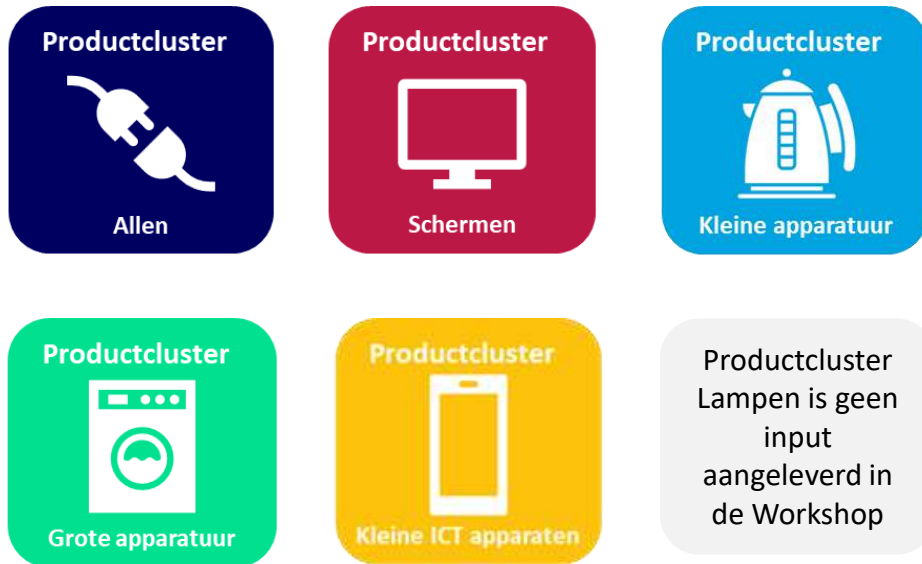 Productcluster
Allen
Productcluster
Schermen
Productcluster
Kleine apparatuur
Productcluster
Grote apparatuur
Productcluster
Kleine ICT apparaten
Productcluster
Lampen is geen
input
aangeleverd in
de Workshop